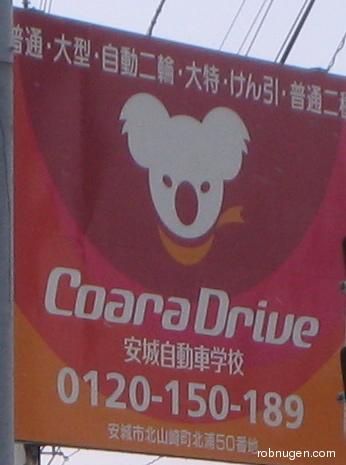 普通・大型・自動二輪・大特・けん引・普通二種
Coara Drive
安城自動車学校
0120-150-189
安城市北山崎町北浦50番地
robnugen.com